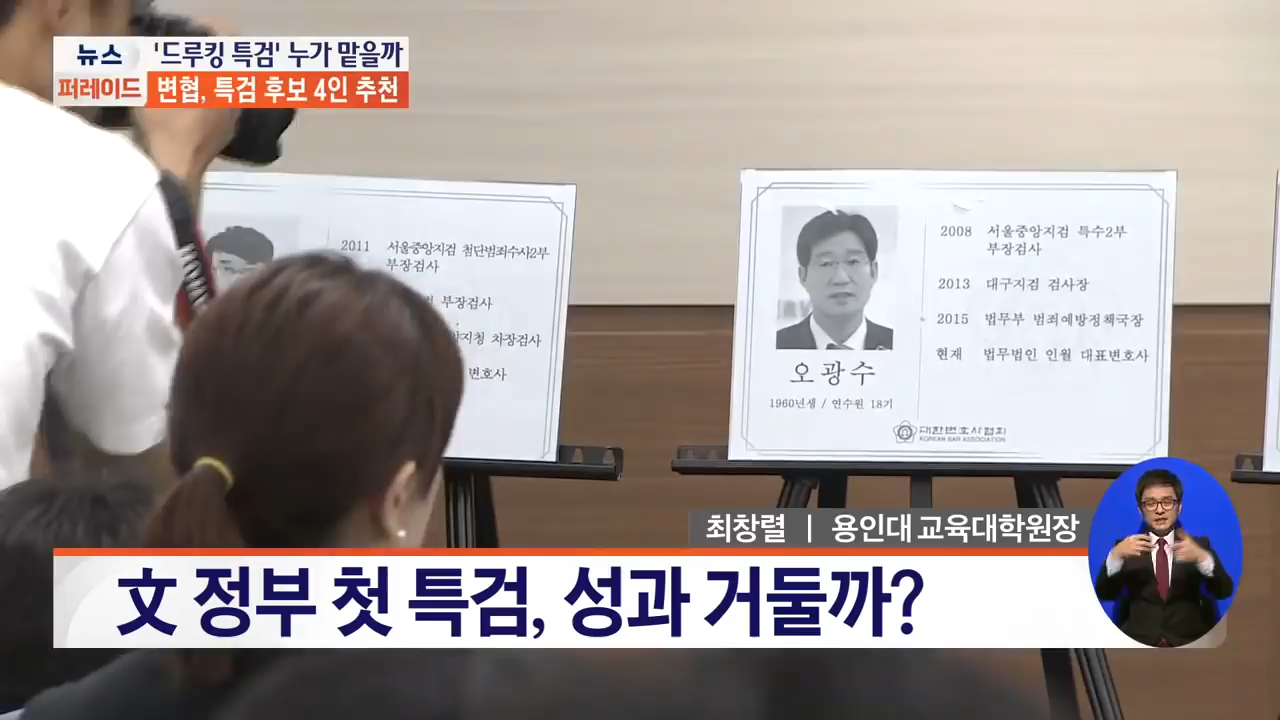 뉴스
'드루킹 특검' 누가 맡을까
퍼레이드
변협, 특검 후보 4인 추천
2011 서울중앙지검 첨단범죄수사2부
부장검사
부장검사
지청 차장검사
변호사
2008 서울중앙지검 특수2부
부장검사
2013 대구지검 검사장
2015 법무부 범죄예방정책국장
현재 법무법인 인월 대표변호사
오광수
1960년생 / 연수원 18기
대한변호사협회
KOREAN BAR ASSOCIATION
최창렬 | 용인대 교육대학원장
文 정부 첫 특검, 성과 거둘까?